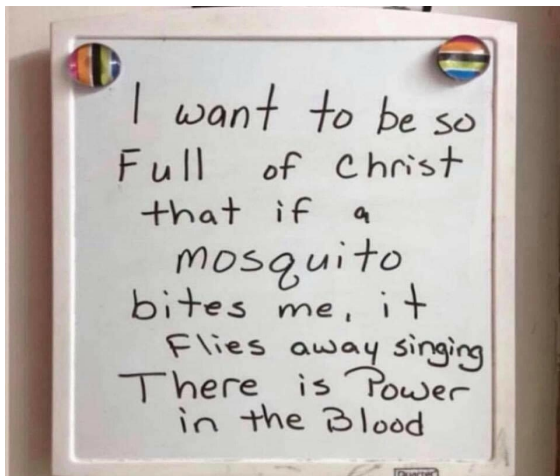 I want to be so
Full of Christ
that if a
mosquito
bites me, it
Flies away singing
There is Power
in the Blood
Quartet